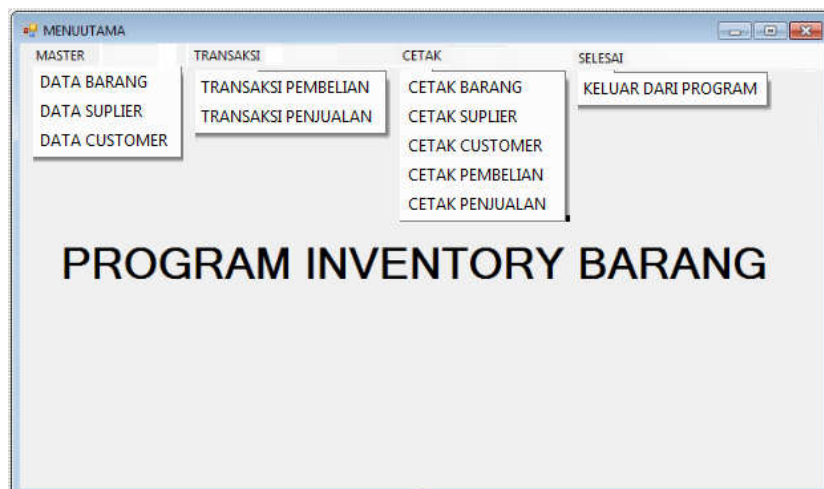 MENUUTAMA
MASTER
DATA BARANG
DATA SUPLIER
DATA CUSTOMER
TRANSAKSI
TRANSAKSI PEMBELIAN
TRANSAKSI PENJUALAN
CETAK
CETAK BARANG
CETAK SUPLIER
CETAK CUSTOMER
CETAK PEMBELIAN
CETAK PENJUALAN
SELESAI
KELUAR DARI PROGRAM
PROGRAM INVENTORY BARANG